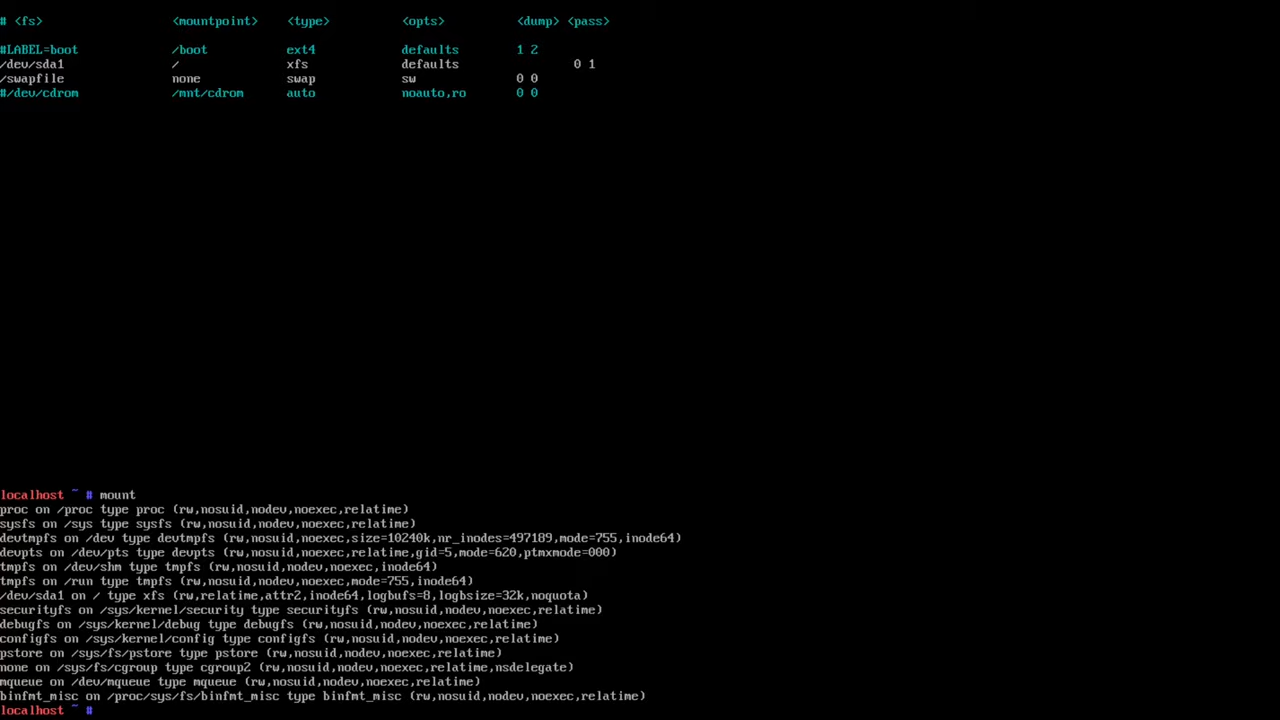 # <fs>             <mountpoint>    <type>          <opts>          <dump> <pass>
#LABEL=boot             /boot           ext4            defaults        1 2
/dev/sda1               /               xfs             defaults                0 1
/swapfile               none            swap            sw              0 0
#/dev/cdrom             /mnt/cdrom      auto            noauto,ro       0 0
localhost ~ # mount
proc on /proc type proc (rw,nosuid,nodev,noexec,relatime)
sysfs on /sys type sysfs (rw,nosuid,nodev,noexec,relatime)
devtmpfs on /dev type devtmpfs (rw,nosuid,noexec,size=10240k,nr_inodes=497189,mode=755,inode64)
devpts on /dev/pts type devpts (rw,nosuid,noexec,relatime,gid=5,mode=620,ptmxmode=000)
tmpfs on /dev/shm type tmpfs (rw,nosuid,nodev,noexec,inode64)
tmpfs on /run type tmpfs (rw,nosuid,nodev,noexec,mode=755,inode64)
/dev/sda1 on / type xfs (rw,relatime,attr2,inode64,logbufs=8,logbsize=32k,noquota)
securityfs on /sys/kernel/security type securityfs (rw,nosuid,nodev,noexec,relatime)
debugfs on /sys/kernel/debug type debugfs (rw,nosuid,nodev,noexec,relatime)
configfs on /sys/kernel/config type configfs (rw,nosuid,nodev,noexec,relatime)
pstore on /sys/fs/pstore type pstore (rw,nosuid,nodev,noexec,relatime)
none on /sys/fs/cgroup type cgroup2 (rw,nosuid,nodev,noexec,relatime,nsdelegate)
mqueue on /dev/mqueue type mqueue (rw,nosuid,nodev,noexec,relatime)
binfmt_misc on /proc/sys/fs/binfmt_misc type binfmt_misc (rw,nosuid,nodev,noexec,relatime)
localhost ~ #